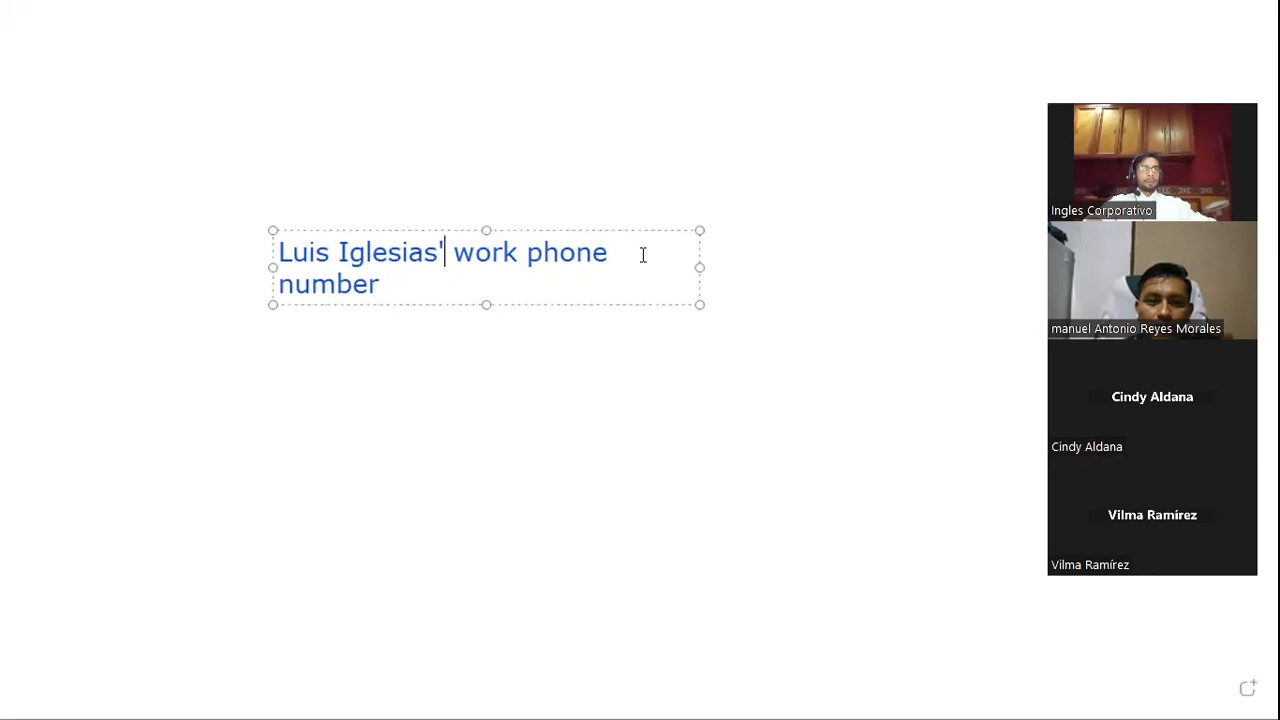 Luis Iglesias' work phone
number
Ingles Corporativo
manuel Antonio Reyes Morales
Cindy Aldana
Cindy Aldana
Vilma Ramírez
Vilma Ramírez